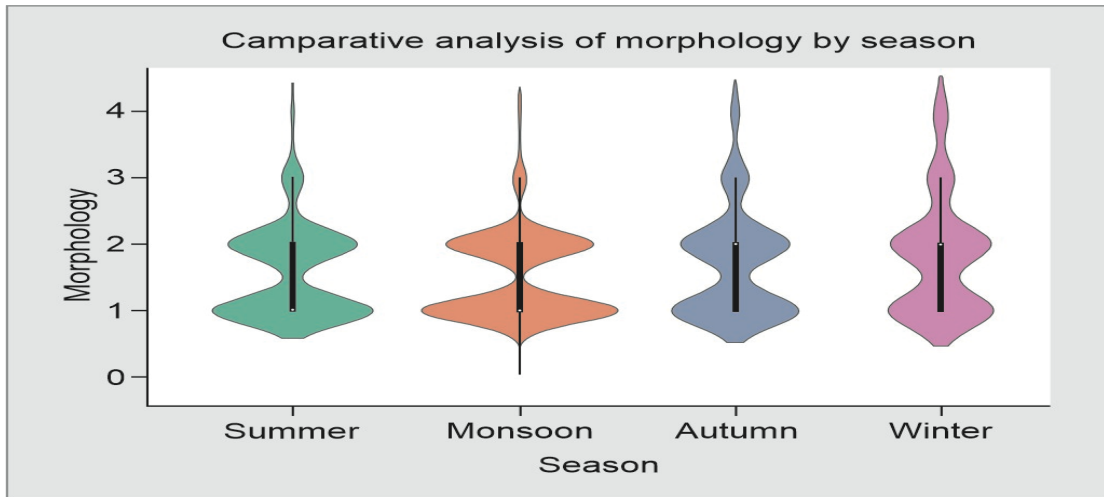 Camparative analysis of morphology by season
Morphology
4
3
2
1
0
Summer Monsoon Autumn Winter
Season